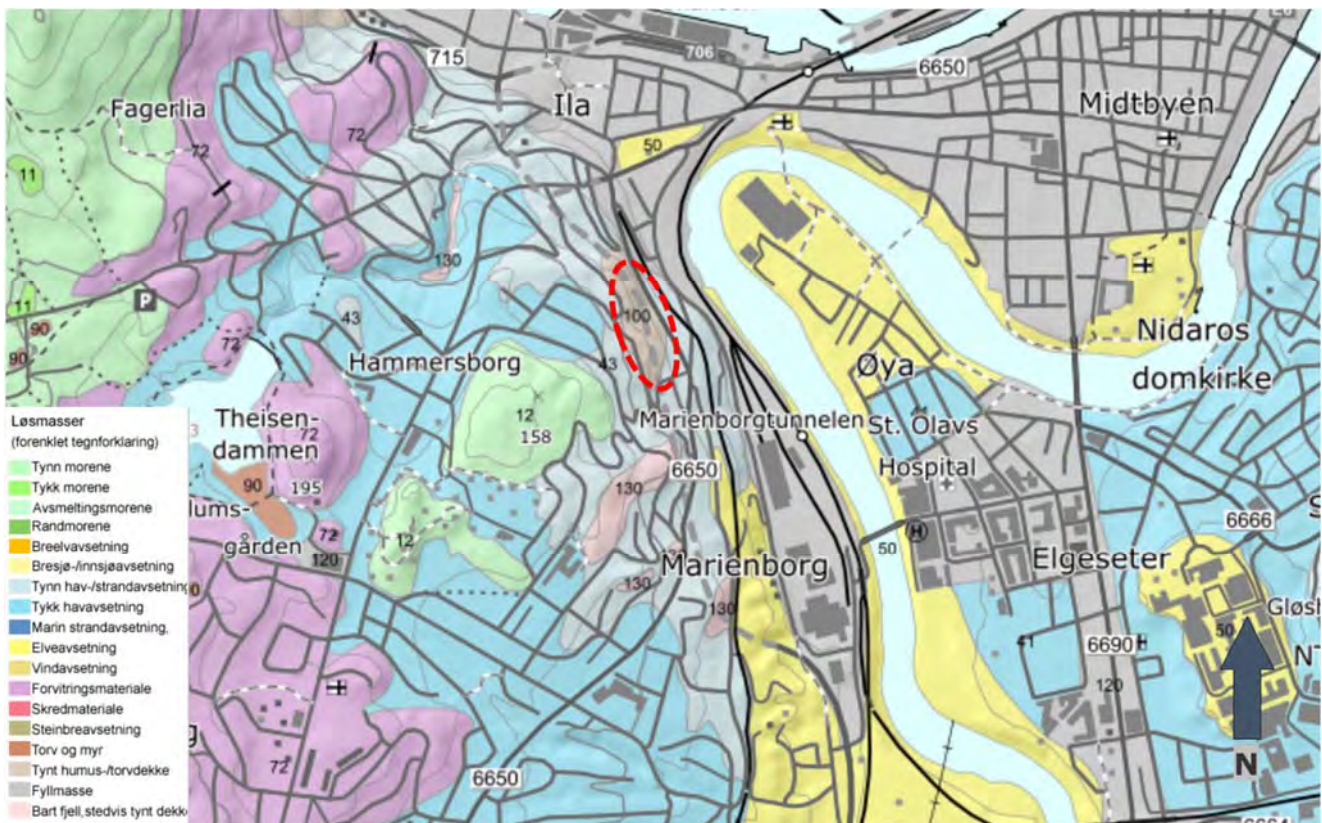 715
706
6650
Fagerlia
Ila
Midtbyen
72
72
50
11
130
11
P
43
100
90
90
72
Hammersborg
43
Øya
Nidaros
domkirke
12
158
Theisen-
dammen
72
195
Marienborgtunnelen
St. Olavs
Hospital
6650
130
H
90
gården
72
120
12
50
6666
Marienborg
Elgeseter
130
130
50
41
6690
120
72
6650
N
Løsmasser
(forenklet tegnforklaring)
Tynn morene
Tykk morene
Avsmeltingsmorene
Randmorene
Breelvavsetning
Bresjø-/innsjøavsetning
Tynn hav-/strandavsetning
Tykk havavsetning
Marin strandavsetning,
Elveavsetning
Vindavsetning
Forvitringsmateriale
Skredmateriale
Steinbreavsetning
Torv og myr
Tynt humus-/torvdekke
Fyllmasse
Bart fjell,stedvis tynt dekk